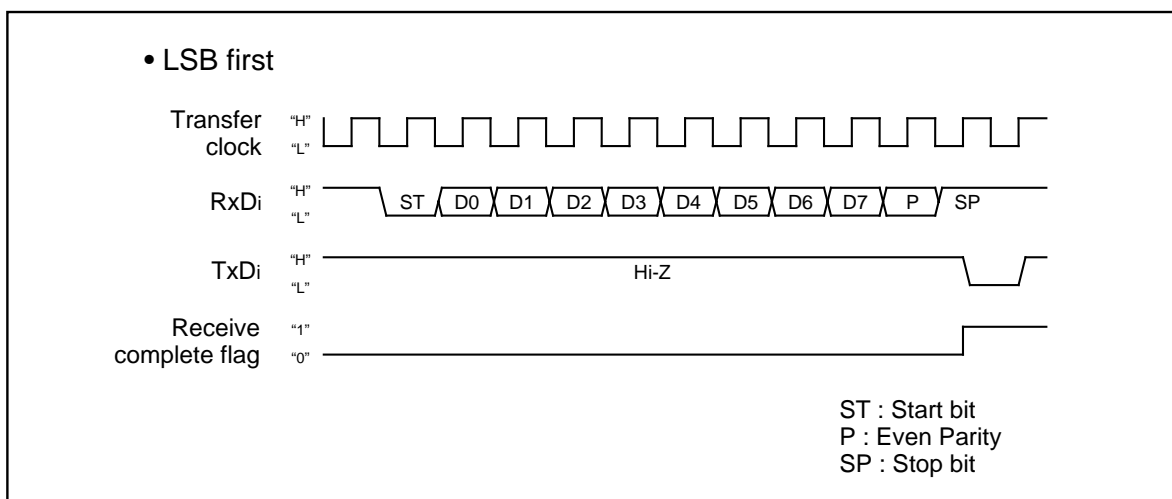 • LSB first
Transfer clock
“H”
“L”
RxDi
“H”
“L”
ST D0 D1 D2 D3 D4 D5 D6 D7 P SP
TxDi
“H”
“L”
Hi-Z
Receive complete flag
“1”
“0”
ST : Start bit
P : Even Parity
SP : Stop bit